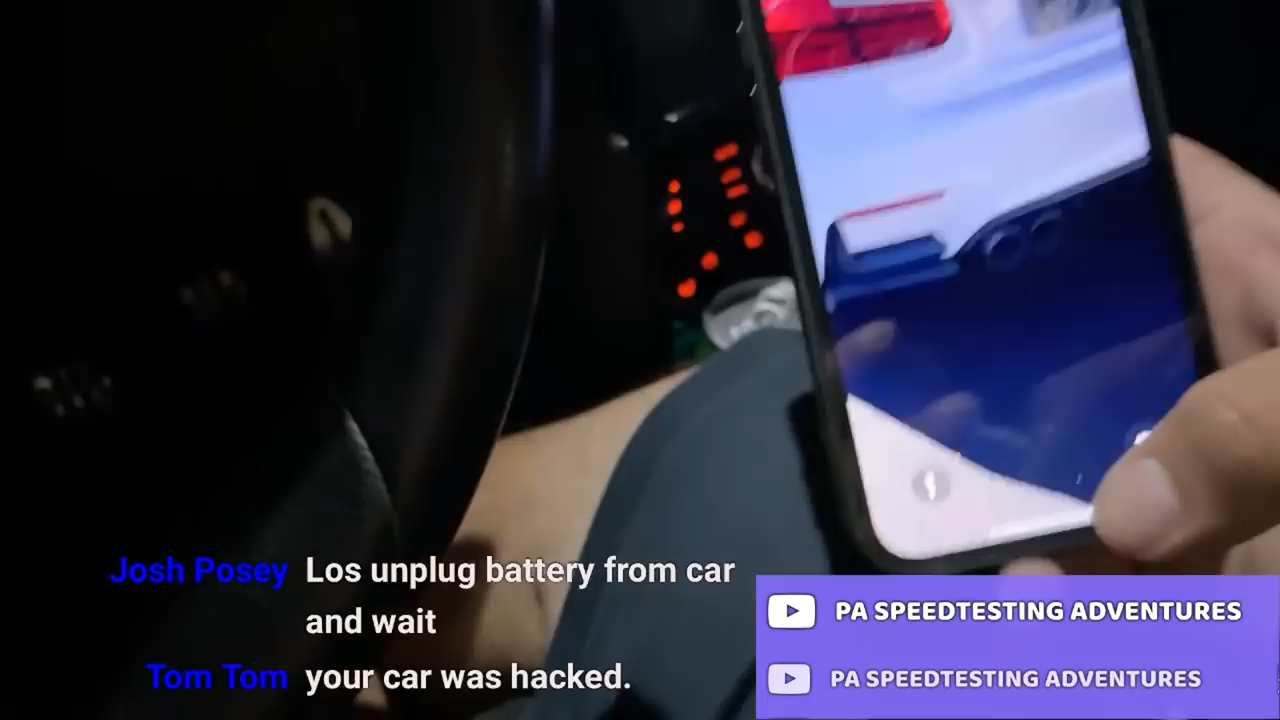 Josh Posey Los unplug battery from car
and wait
Tom Tom your car was hacked.
PA SPEEDTESTING ADVENTURES
PA SPEEDTESTING ADVENTURES